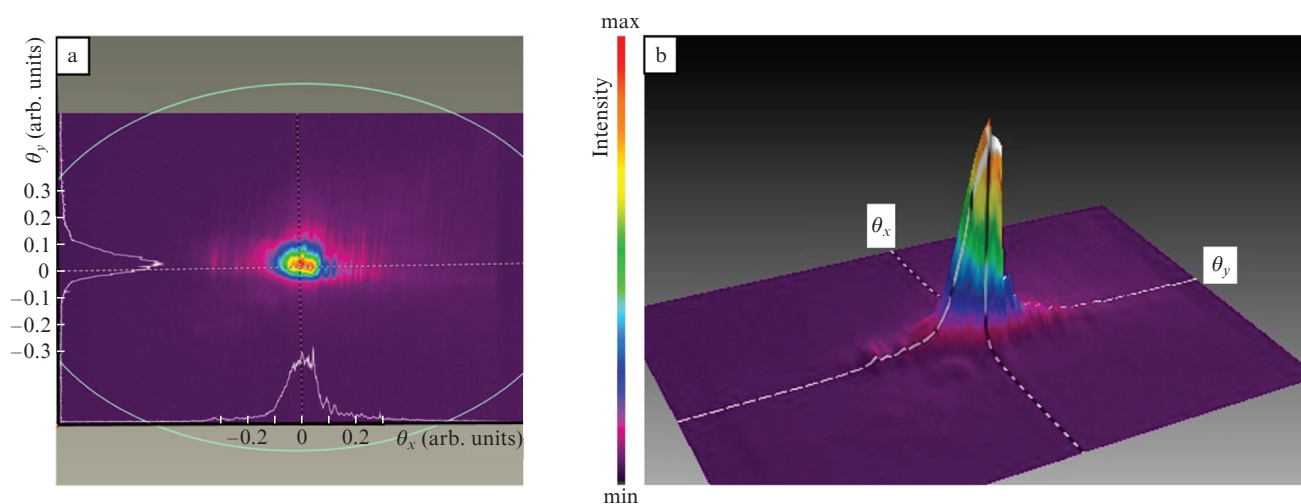 a
θy (arb. units)
0.3
0.2
0.1
0
−0.1
−0.2
−0.3
−0.2
0
0.2
θx (arb. units)
max
Intensity
min
b
θx
θy